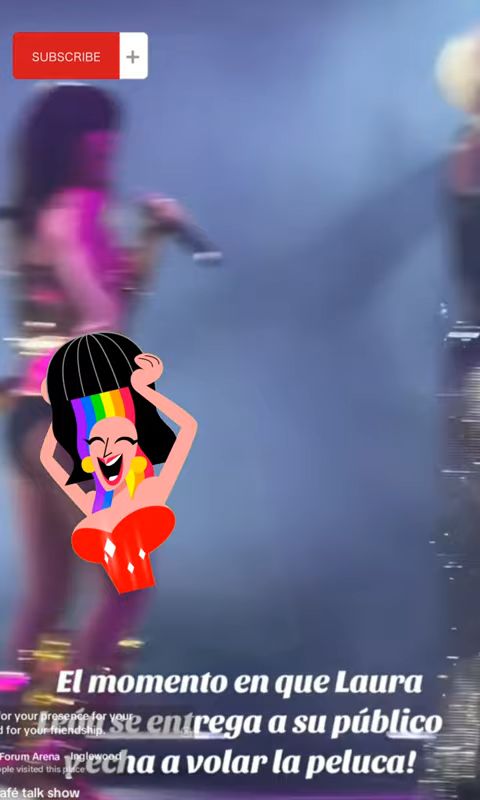 SUBSCRIBE
El momento en que Laura
se entrega a su público
ha a volar la peluca!
for your presence for your
d for your friendship.
Forum Arena - Inglewood
ople visited this place
afé talk show